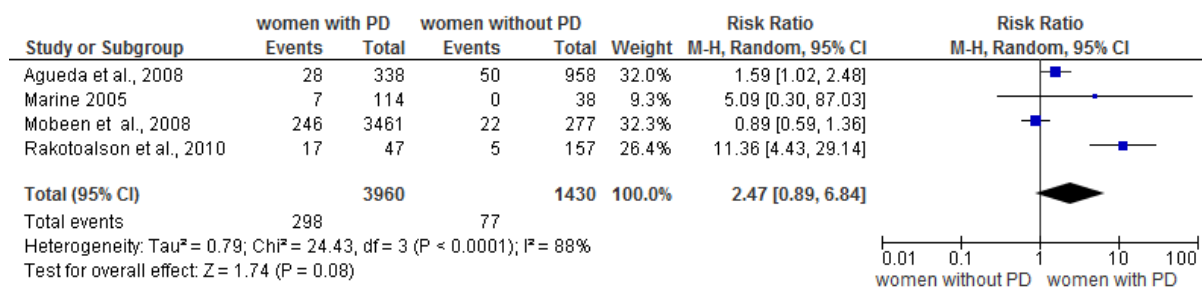 women with PD women without PD Risk Ratio Risk Ratio
Study or Subgroup Events Total Events Total Weight M-H, Random, 95% CI M-H, Random, 95% CI
Agueda et al., 2008 28 338 50 958 32.0% 1.59 [1.02, 2.48]
Marine 2005 7 114 0 38 9.3% 5.09 [0.30, 87.03]
Mobeen et al., 2008 246 3461 22 277 32.3% 0.89 [0.59, 1.36]
Rakotoalson et al., 2010 17 47 5 157 26.4% 11.36 [4.43, 29.14]
Total (95% CI) 3960 1430 100.0% 2.47 [0.89, 6.84]
Total events 298 77
Heterogeneity: Tau² = 0.79; Chi² = 24.43, df = 3 (P < 0.0001); I² = 88%
Test for overall effect: Z = 1.74 (P = 0.08)
0.01 0.1 1 10 100
women without PD women with PD